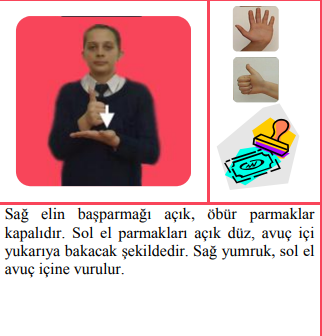 Sağ elin başparmağı açık, öbür parmaklar
kapalıdır. Sol el parmakları açık düz, avuç içi
yukarıya bakacak şekildedir. Sağ yumruk, sol el
avuç içine vurulur.